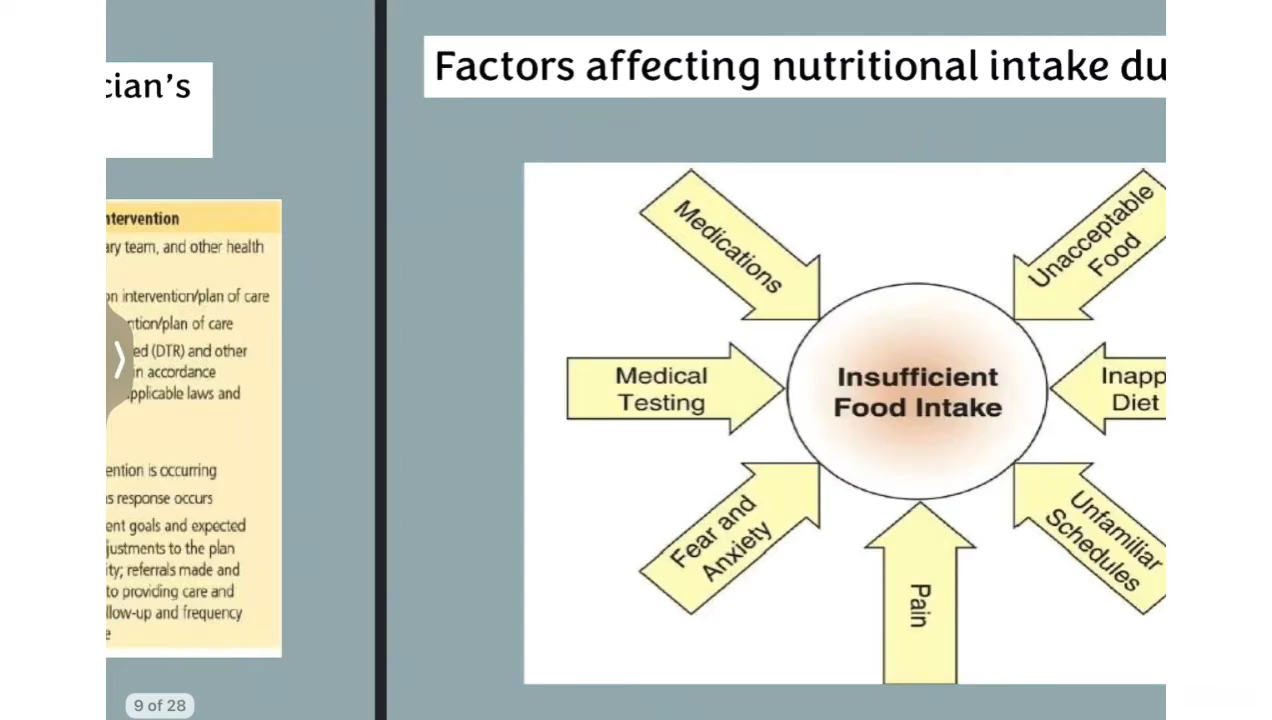 cian's
ntervention
ary team, and other health
on intervention/plan of care
ntion/plan of care
ed (DTR) and other
in accordance
applicable laws and
ention is occurring
s response occurs
ent goals and expected
justments to the plan
ity; referrals made and
to providing care and
llow-up and frequency
e
9 of 28
Factors affecting nutritional intake du
Medications
Unacceptable
Food
Medical
Testing
Insufficient
Food Intake
Inapp
Diet
Fear and
Anxiety
Pain
Unfamiliar
Schedules